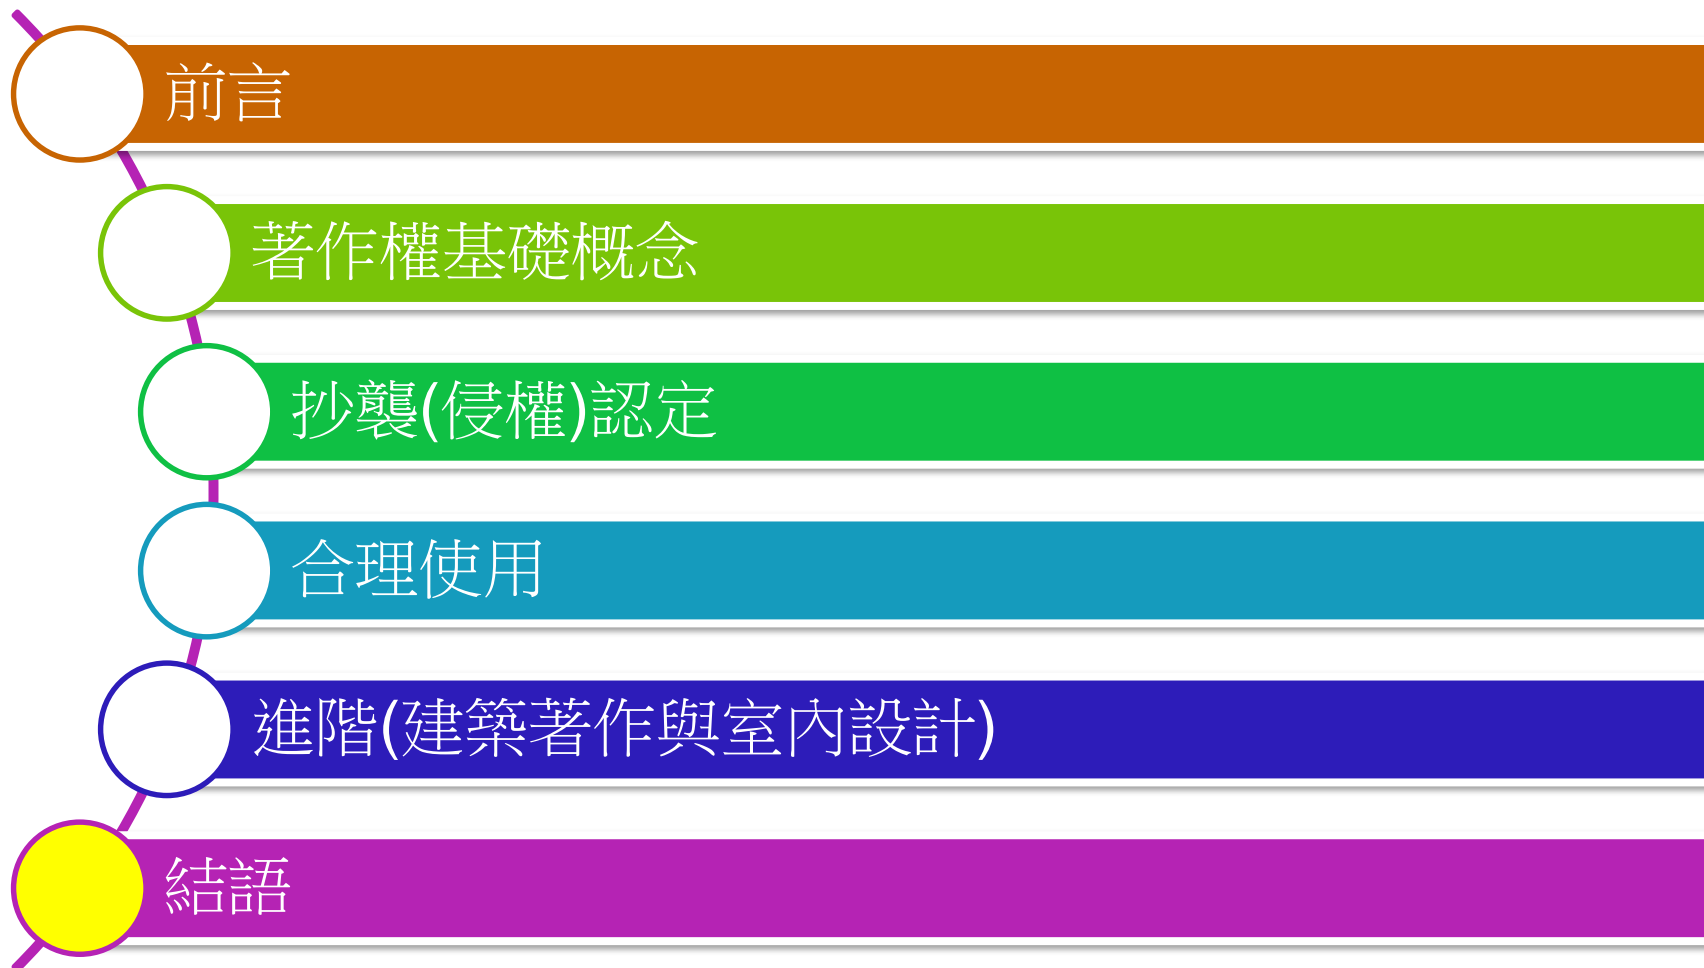 前言
著作權基礎概念
抄襲(侵權)認定
合理使用
進階(建築著作與室內設計)
結語